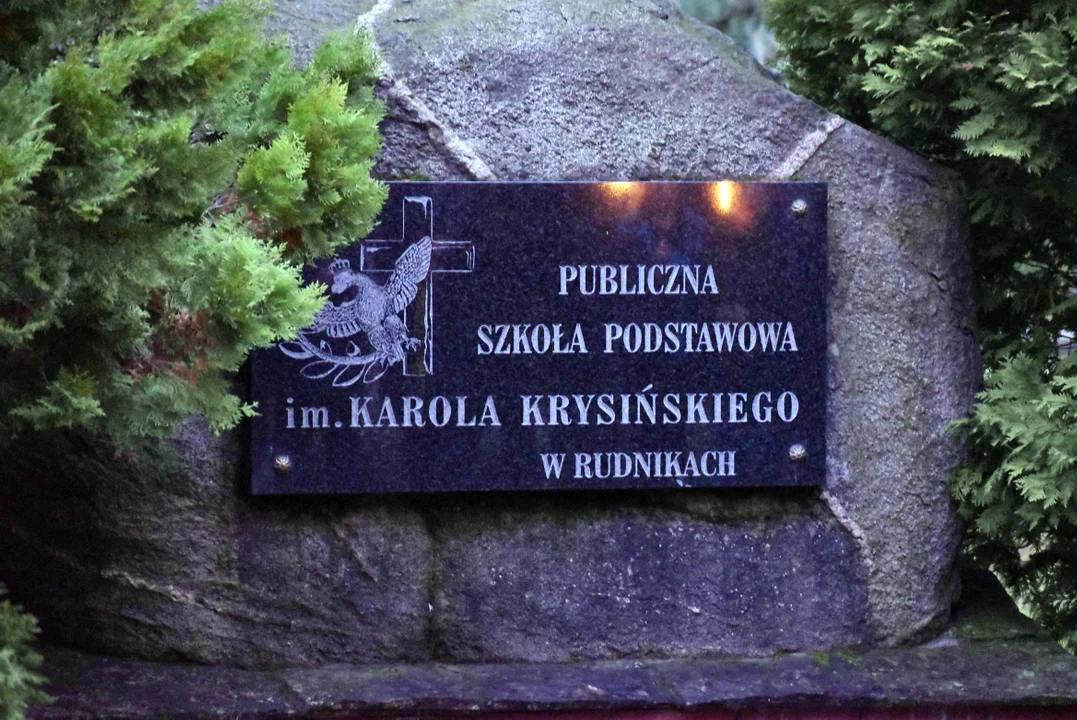 PUBLICZNA
SZKOŁA PODSTAWOWA
im. KAROLA KRYSIŃSKIEGO
W RUDNIKACH